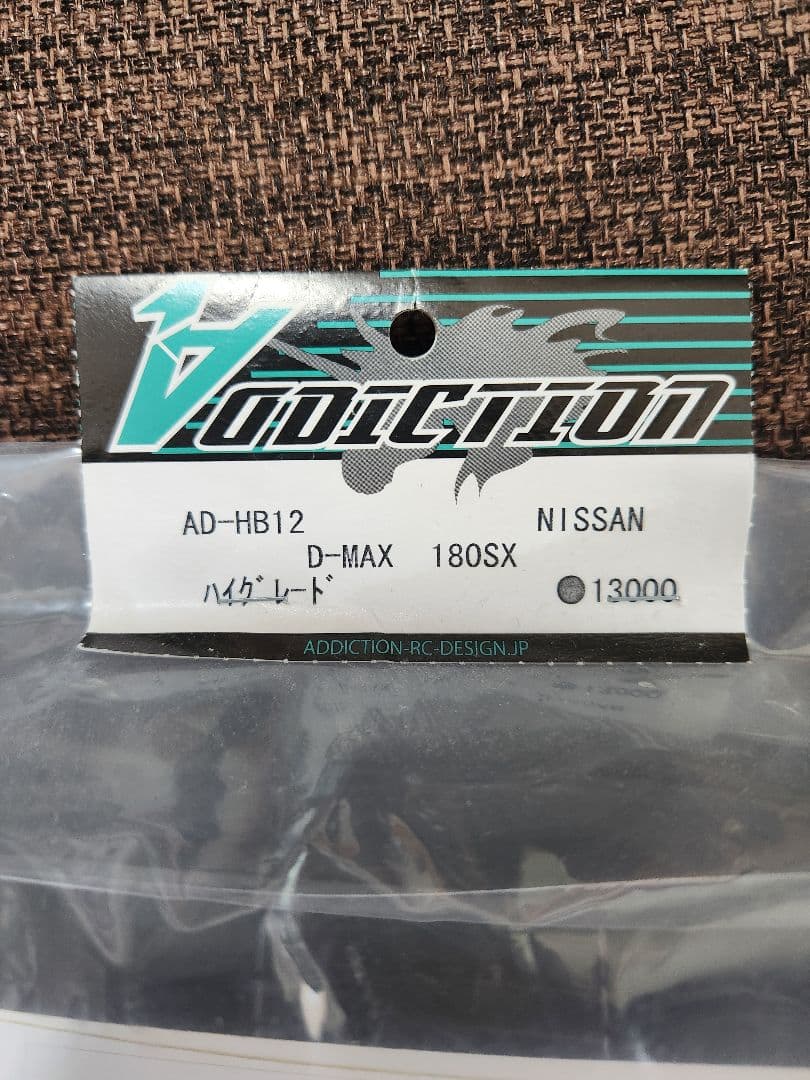 ADDICTION
AD-HB12 NISSAN
D-MAX 180SX
ﾊｲｸﾞﾚｰﾄﾞ ●13000
ADDICTION-RC-DESIGN.JP